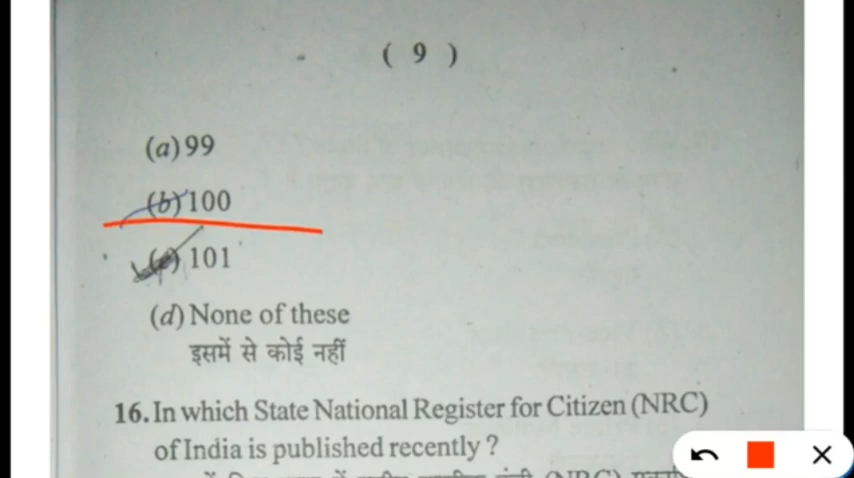 ( 9 )
(a) 99
(b) 100
(c) 101
(d) None of these
इसमें से कोई नहीं
16. In which State National Register for Citizen (NRC)
of India is published recently ?